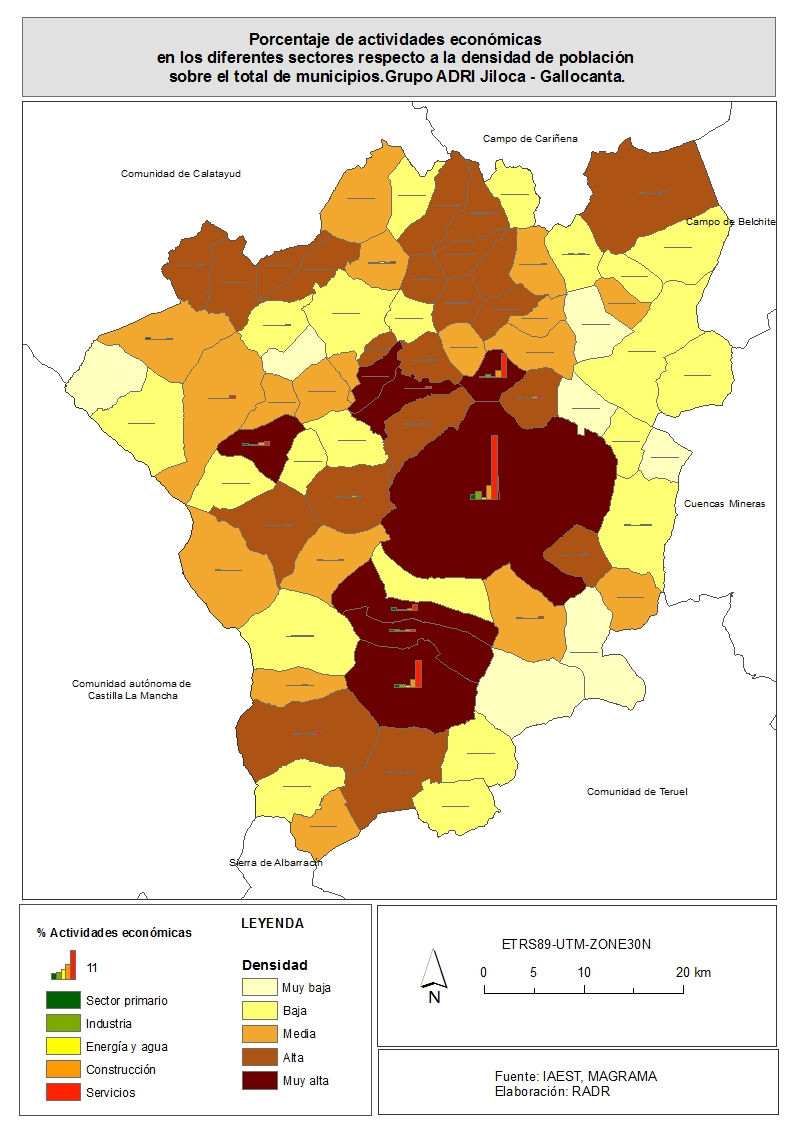 Porcentaje de actividades económicas
en los diferentes sectores respecto a la densidad de población
sobre el total de municipios.Grupo ADRI Jiloca - Gallocanta.
Campo de Cariñena
Comunidad de Calatayud
Campo de Belchite
Cuencas Mineras
Comunidad autónoma de
Castilla La Mancha
Comunidad de Teruel
Sierra de Albarracín
LEYENDA
% Actividades económicas
11
Sector primario
Industria
Energía y agua
Construcción
Servicios
Densidad
Muy baja
Baja
Media
Alta
Muy alta
ETRS89-UTM-ZONE30N
N
0 5 10 20 km
Fuente: IAEST, MAGRAMA
Elaboración: RADR